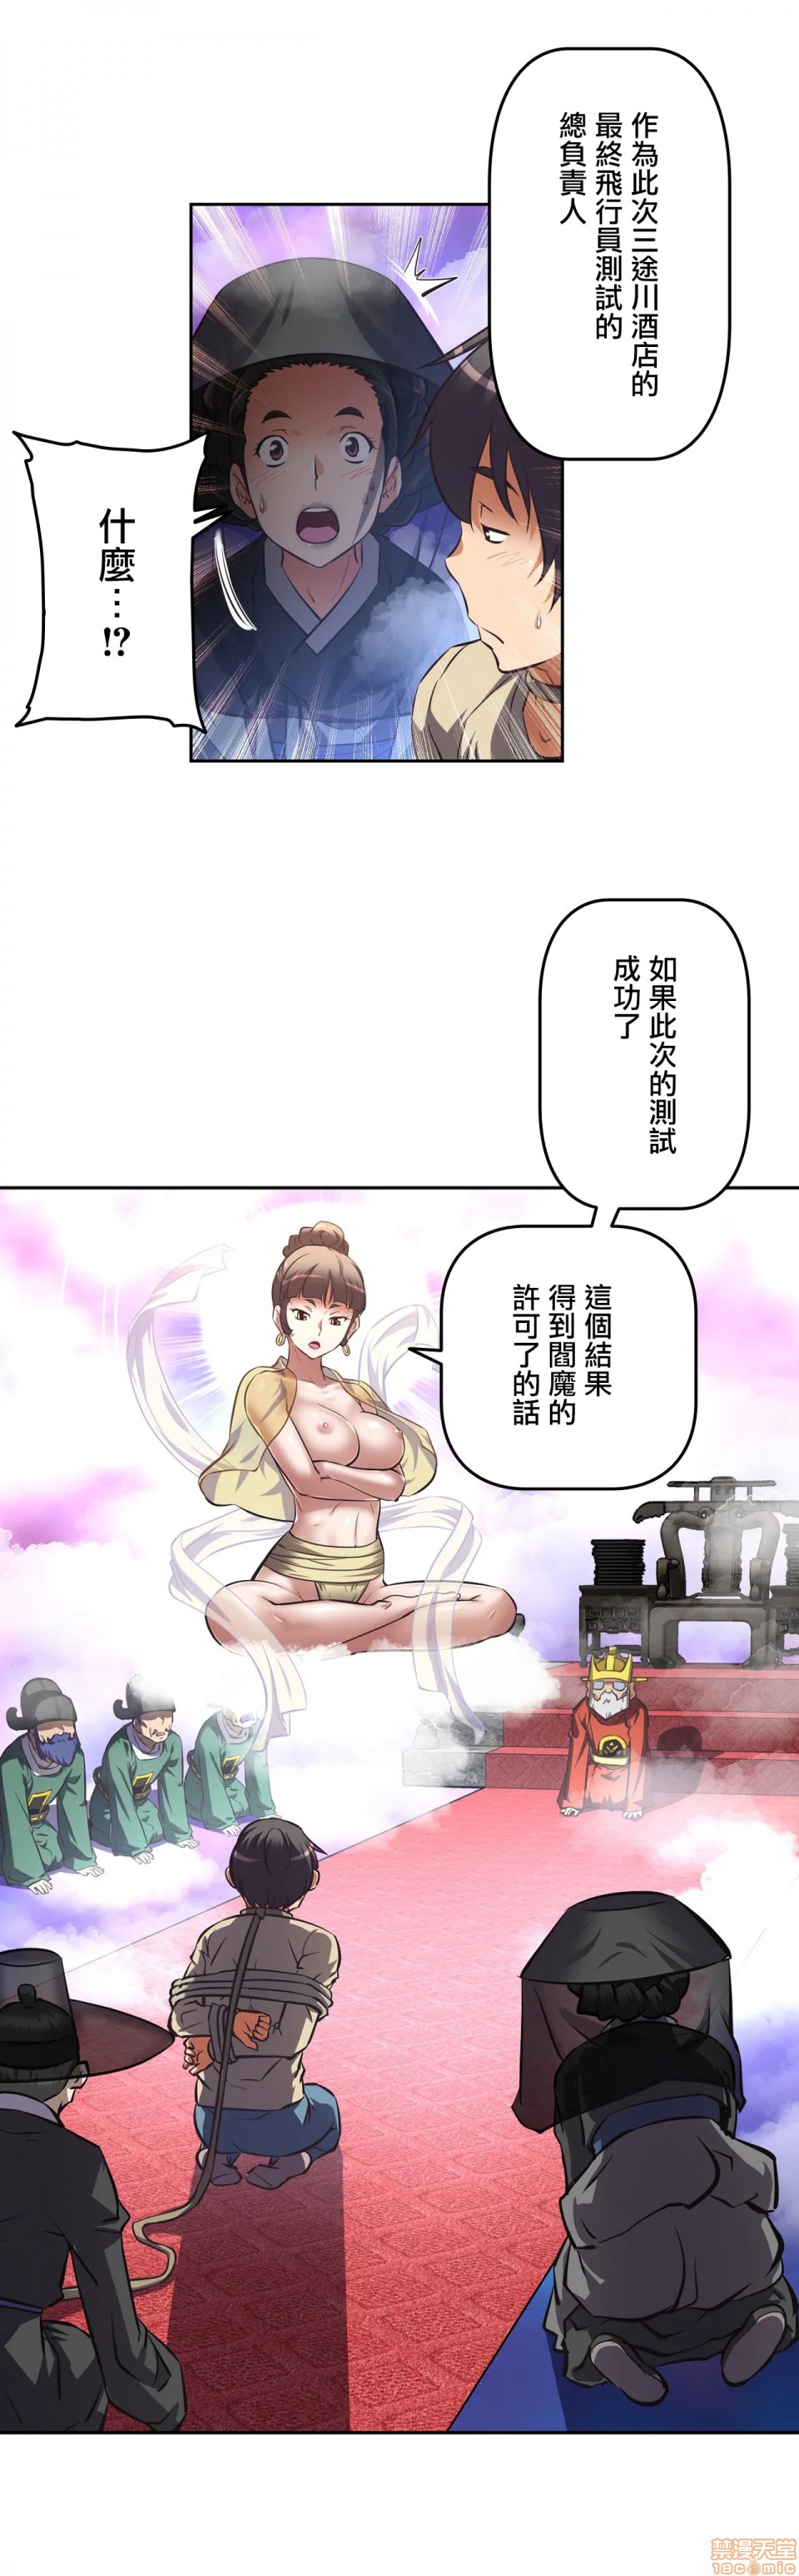 作為此次三途川酒店的
最終飛行員測試的
總負責人
什麼…!?
如果此次的測試
成功了
這個結果
得到閻魔的
許可了的話
禁漫天堂
18c@mic